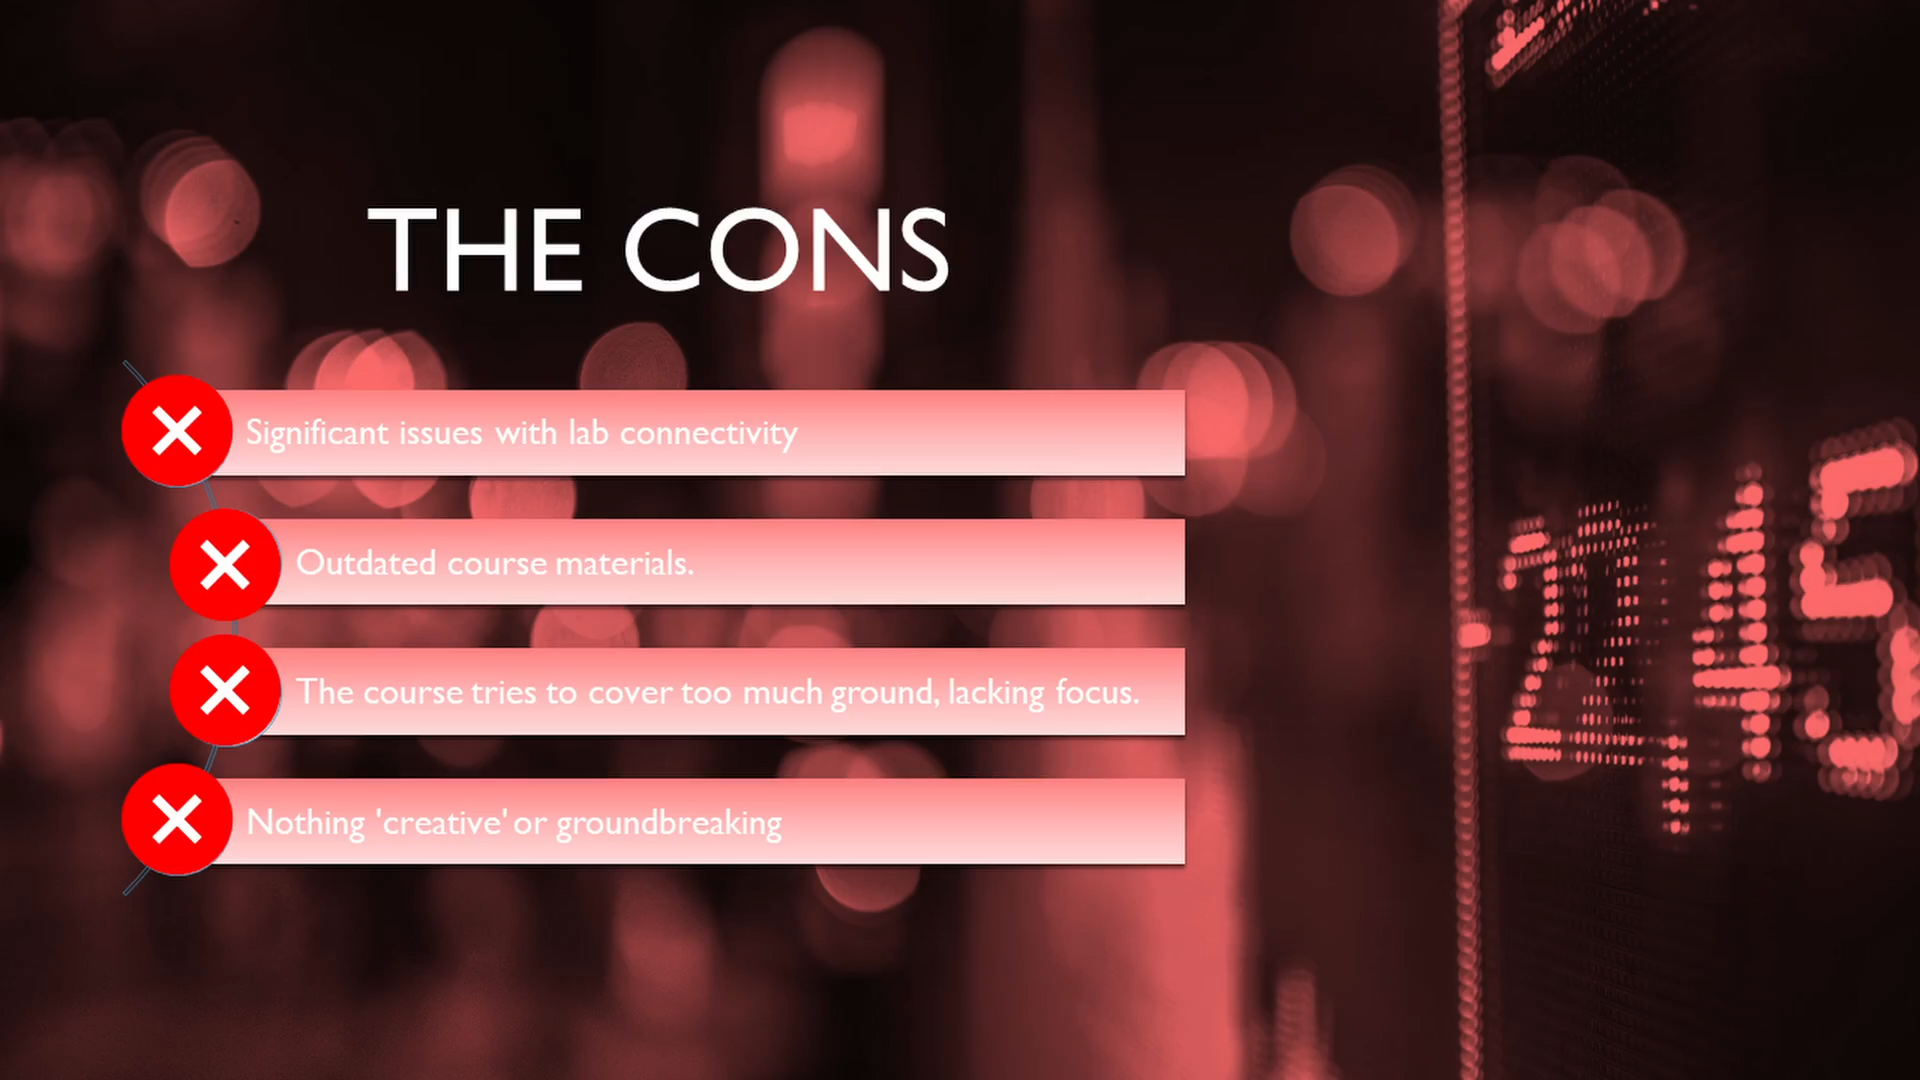 THE CONS
Significant issues with lab connectivity
Outdated course materials.
The course tries to cover too much ground, lacking focus.
Nothing 'creative' or groundbreaking